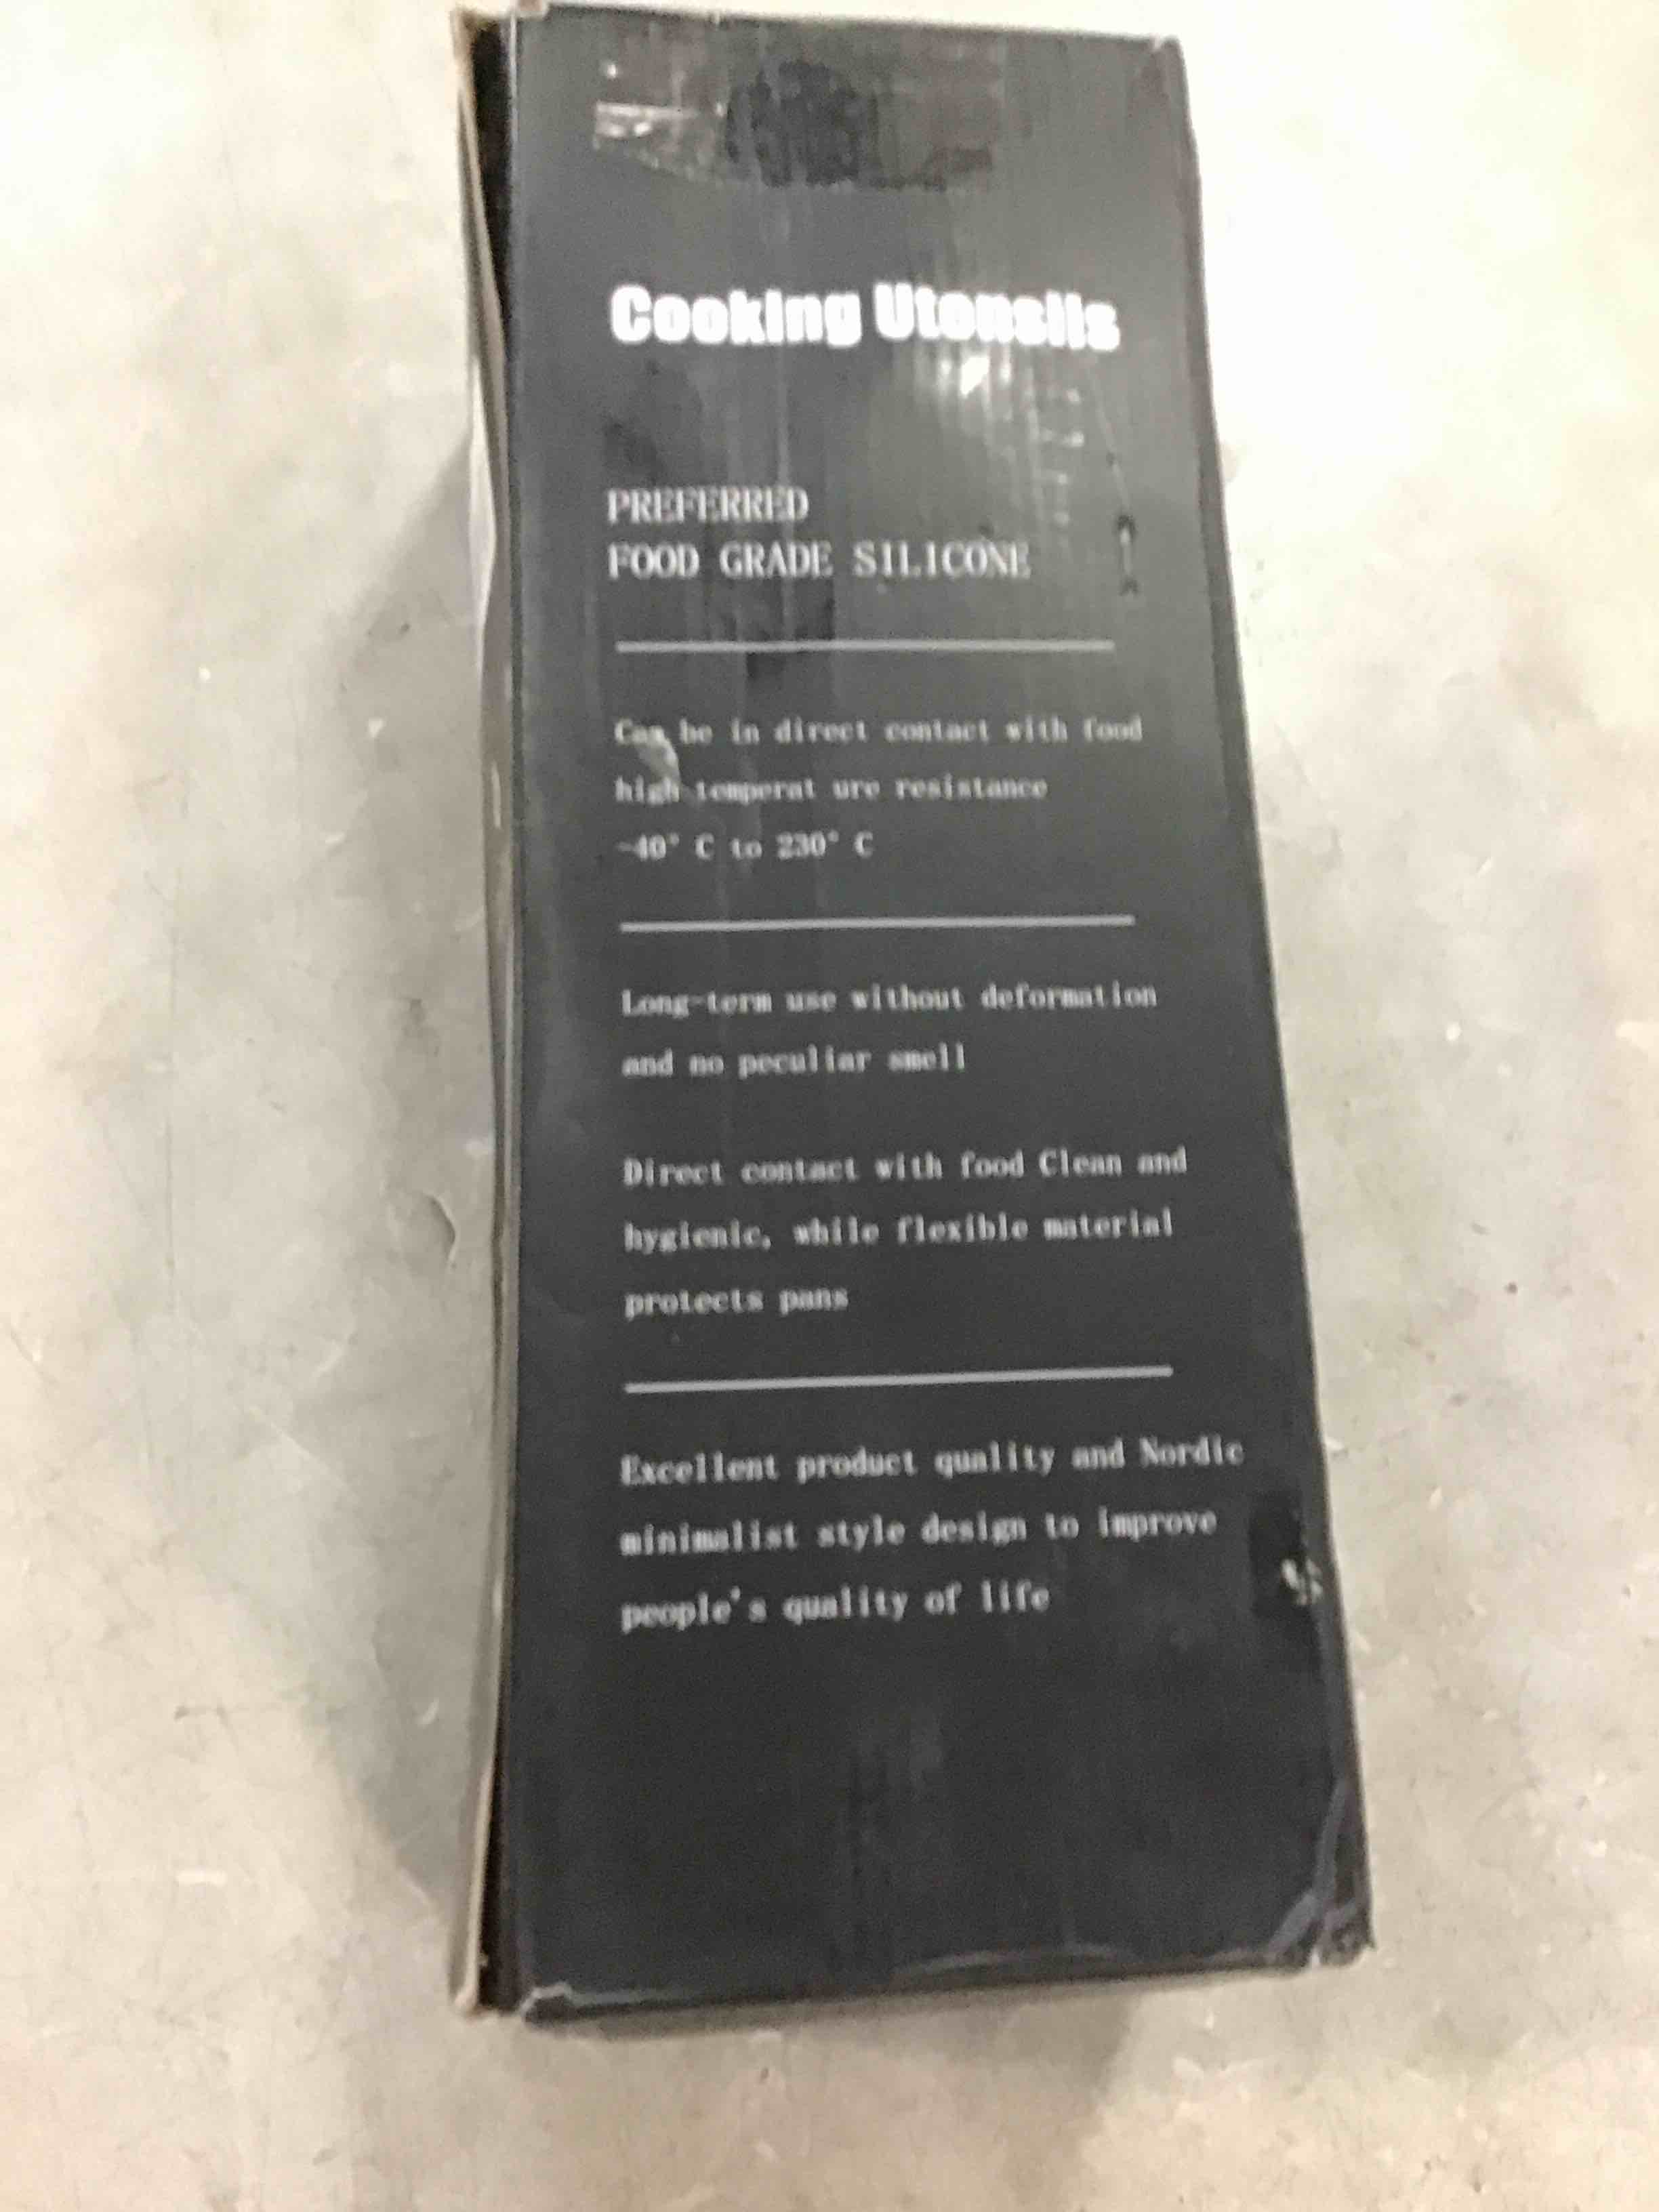 Cooking Utensils
PREFERRED
FOOD GRADE SILICONE
Can be in direct contact with food
high temperat ure resistance
-40° C to 230° C
Long-term use without deformation
and no peculiar smell
Direct contact with food Clean and
hygienic, while flexible material
protects pans
Excellent product quality and Nordic
minimalist style design to improve
people's quality of life